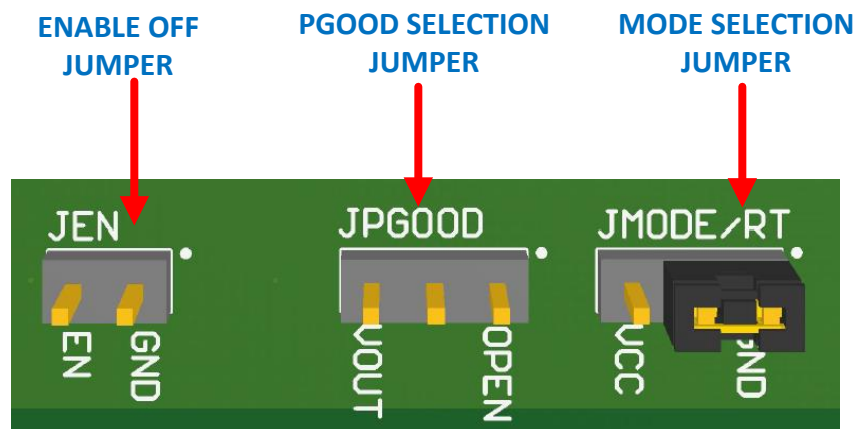 ENABLE OFF
JUMPER
PGOOD SELECTION
JUMPER
MODE SELECTION
JUMPER
JEN
JPGOOD
JMODE/RT
EN
GND
VOUT
OPEN
VCC